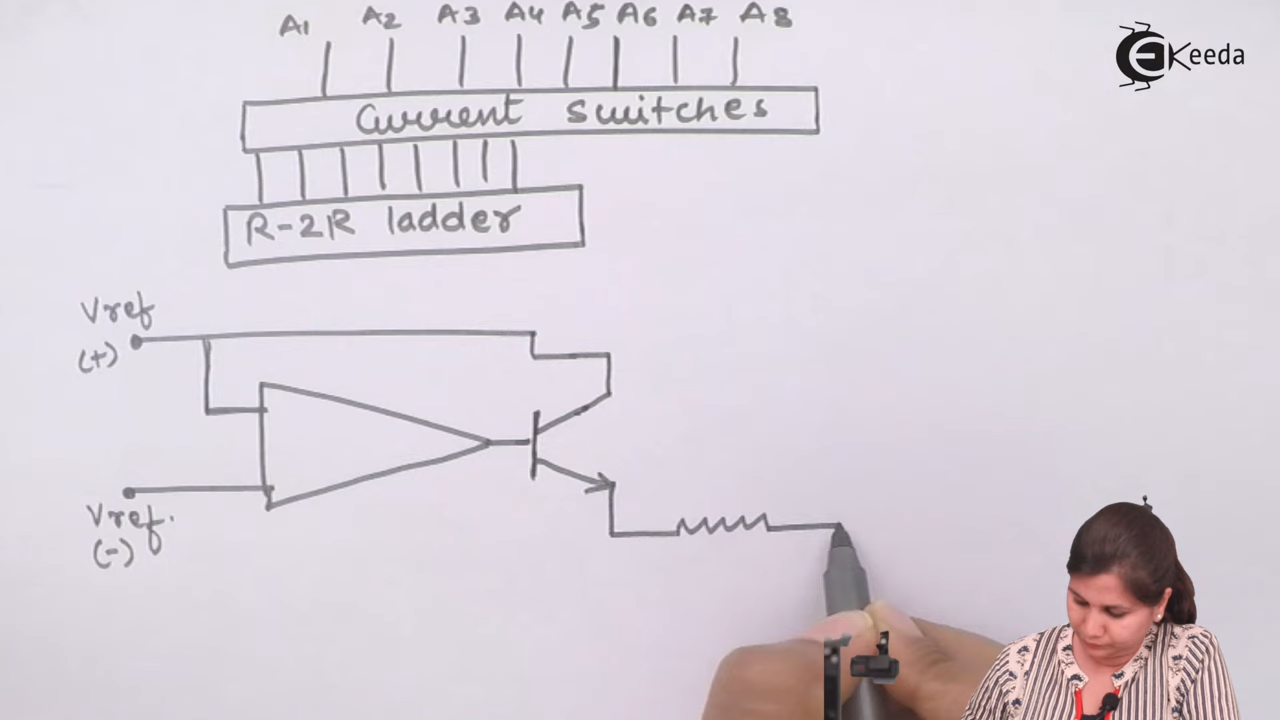 A1 A2 A3 A4 A5 A6 A7 A8
EKeeda
Current switches
R-2R ladder
Vref
(+)
Vref.
(-)